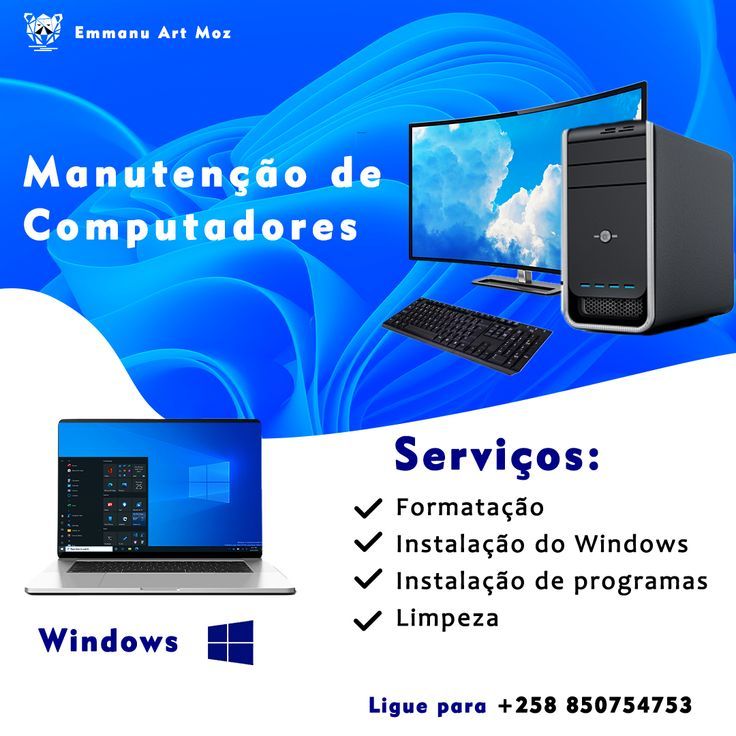 Emmanu Art Moz
Manutenção de
Computadores
Serviços:
Formatação
Instalação do Windows
Instalação de programas
Limpeza
Windows
Ligue para +258 850754753